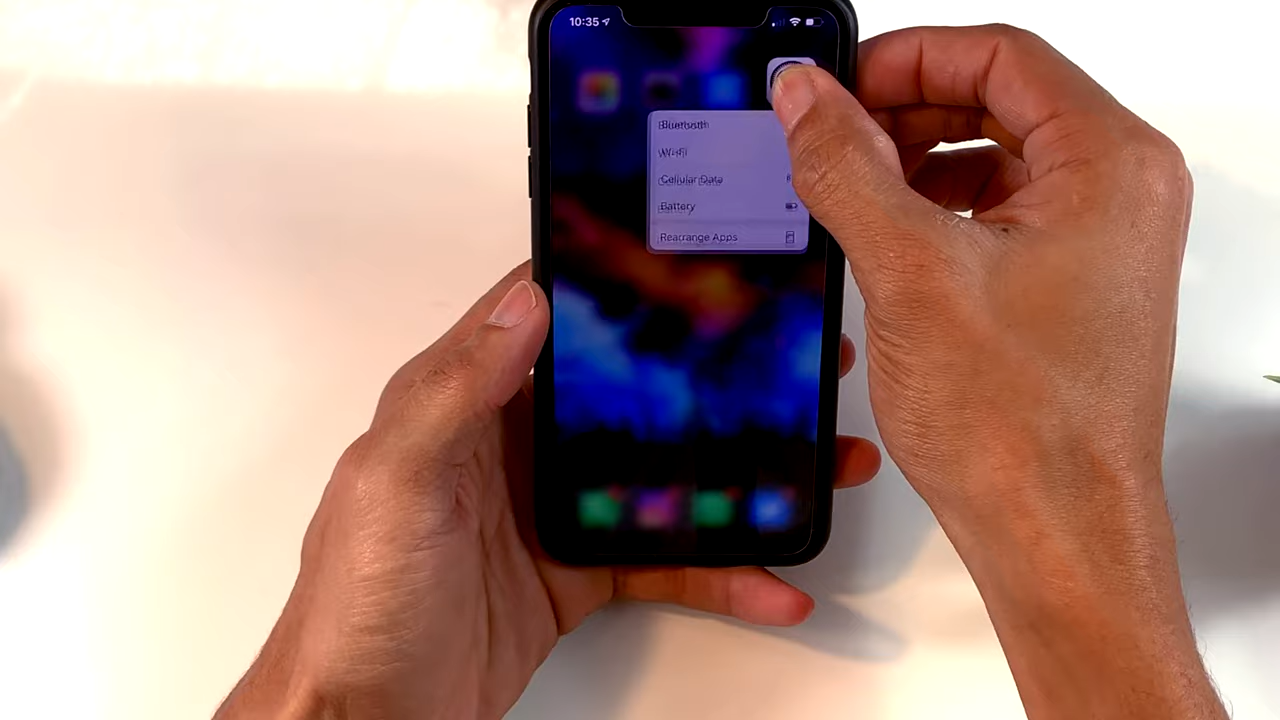 10:35
Bluetooth
Wi-Fi
Cellular Data
Battery
Rearrange Apps